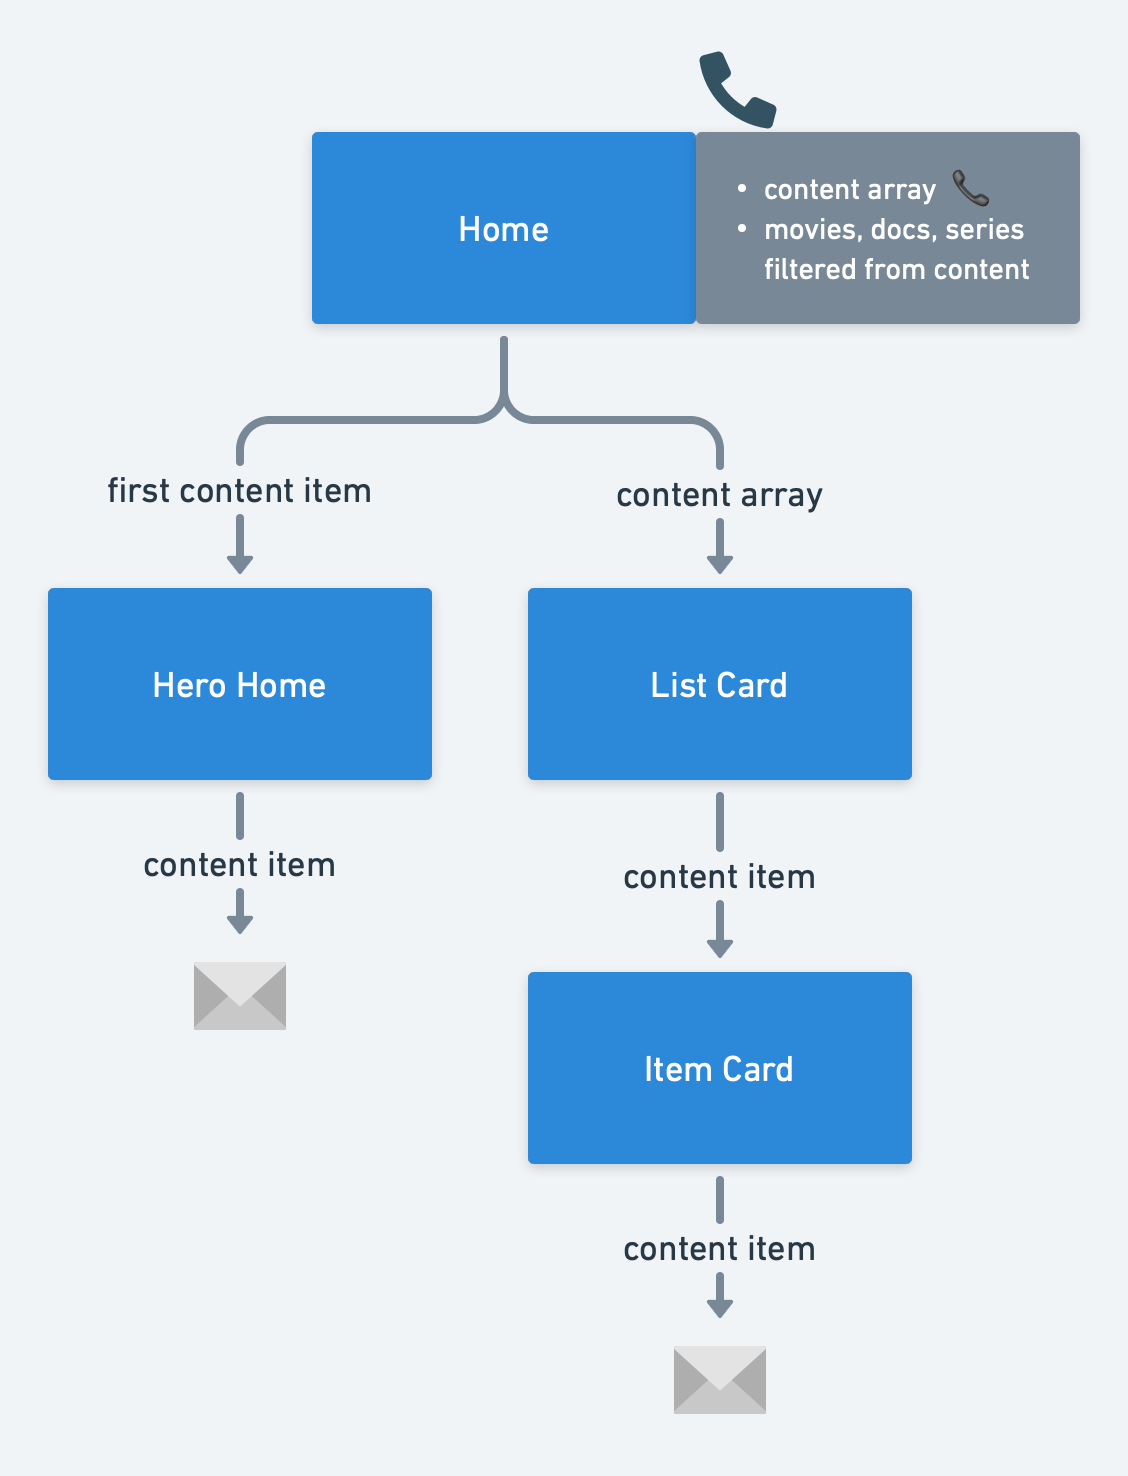 Home
• content array 📞
• movies, docs, series
filtered from content
first content item
content array
Hero Home
List Card
content item
content item
Item Card
content item